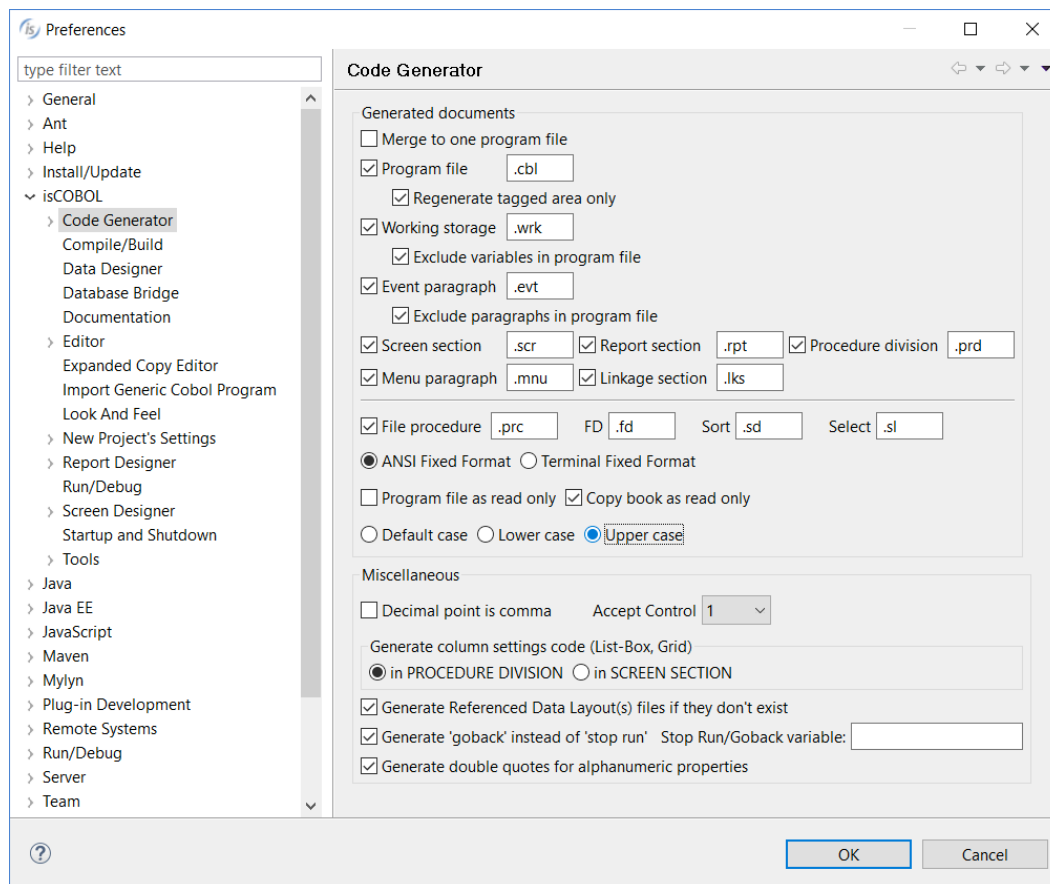 is Preferences
type filter text
General
Ant
Help
Install/Update
isCOBOL
Code Generator
Compile/Build
Data Designer
Database Bridge
Documentation
Editor
Expanded Copy Editor
Import Generic Cobol Program
Look And Feel
New Project's Settings
Report Designer
Run/Debug
Screen Designer
Startup and Shutdown
Tools
Java
Java EE
JavaScript
Maven
Mylyn
Plug-in Development
Remote Systems
Run/Debug
Server
Team
Code Generator
Generated documents
Merge to one program file
Program file .cbl
Regenerate tagged area only
Working storage .wrk
Exclude variables in program file
Event paragraph .evt
Exclude paragraphs in program file
Screen section .scr Report section .rpt Procedure division .prd
Menu paragraph .mnu Linkage section .lks
File procedure .prc FD .fd Sort .sd Select .sl
ANSI Fixed Format Terminal Fixed Format
Program file as read only Copy book as read only
Default case Lower case Upper case
Miscellaneous
Decimal point is comma Accept Control 1
Generate column settings code (List-Box, Grid)
in PROCEDURE DIVISION in SCREEN SECTION
Generate Referenced Data Layout(s) files if they don't exist
Generate 'goback' instead of 'stop run' Stop Run/Goback variable:
Generate double quotes for alphanumeric properties
? OK Cancel